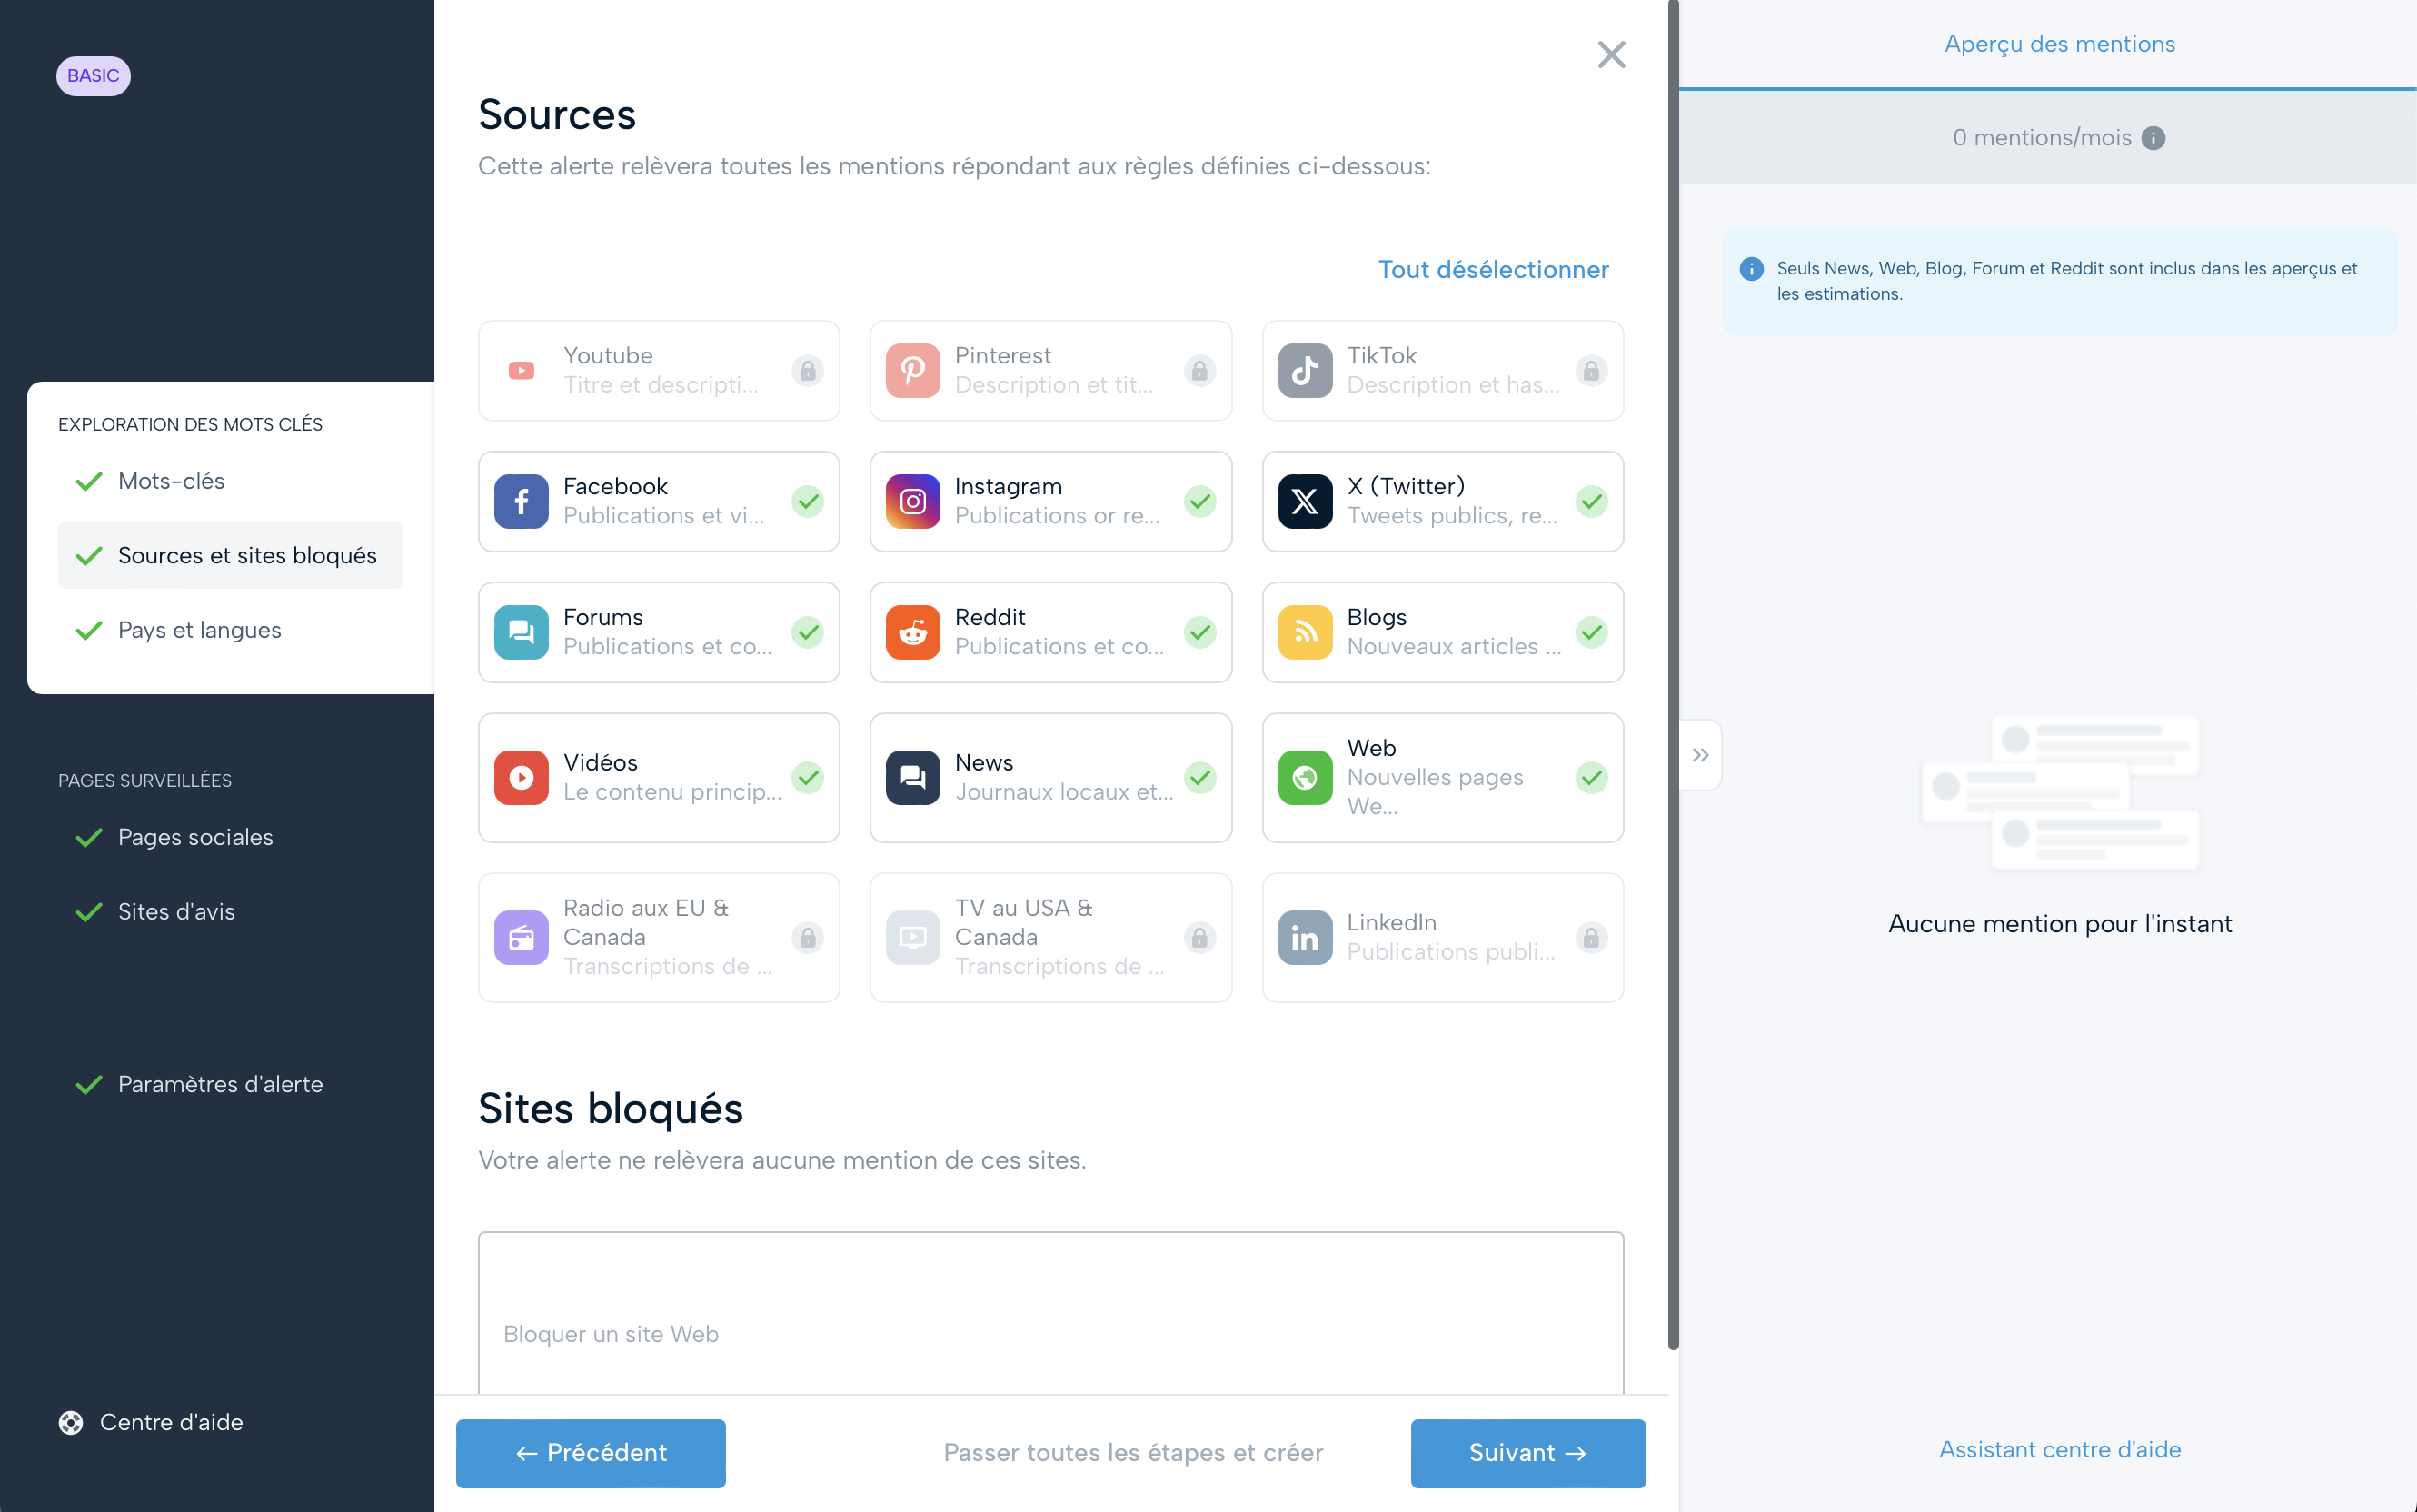 BASIC
EXPLORATION DES MOTS CLÉS
Mots-clés
Sources et sites bloqués
Pays et langues
PAGES SURVEILLÉES
Pages sociales
Sites d'avis
Paramètres d'alerte
Centre d'aide
Sources
Cette alerte relèvera toutes les mentions répondant aux règles définies ci-dessous:
Tout désélectionner
Youtube
Titre et descripti...
Pinterest
Description et tit...
TikTok
Description et has...
Facebook
Publications et vi...
Instagram
Publications or re...
X (Twitter)
Tweets publics, re...
Forums
Publications et co...
Reddit
Publications et co...
Blogs
Nouveaux articles ...
Vidéos
Le contenu princip...
News
Journaux locaux et...
Web
Nouvelles pages
We...
Radio aux EU &
Canada
Transcriptions de ...
TV au USA &
Canada
Transcriptions de ...
LinkedIn
Publications publi...
Sites bloqués
Votre alerte ne relèvera aucune mention de ces sites.
Bloquer un site Web
← Précédent
Passer toutes les étapes et créer
Suivant →
Aperçu des mentions
0 mentions/mois
Seuls News, Web, Blog, Forum et Reddit sont inclus dans les aperçus et
les estimations.
Aucune mention pour l'instant
Assistant centre d'aide